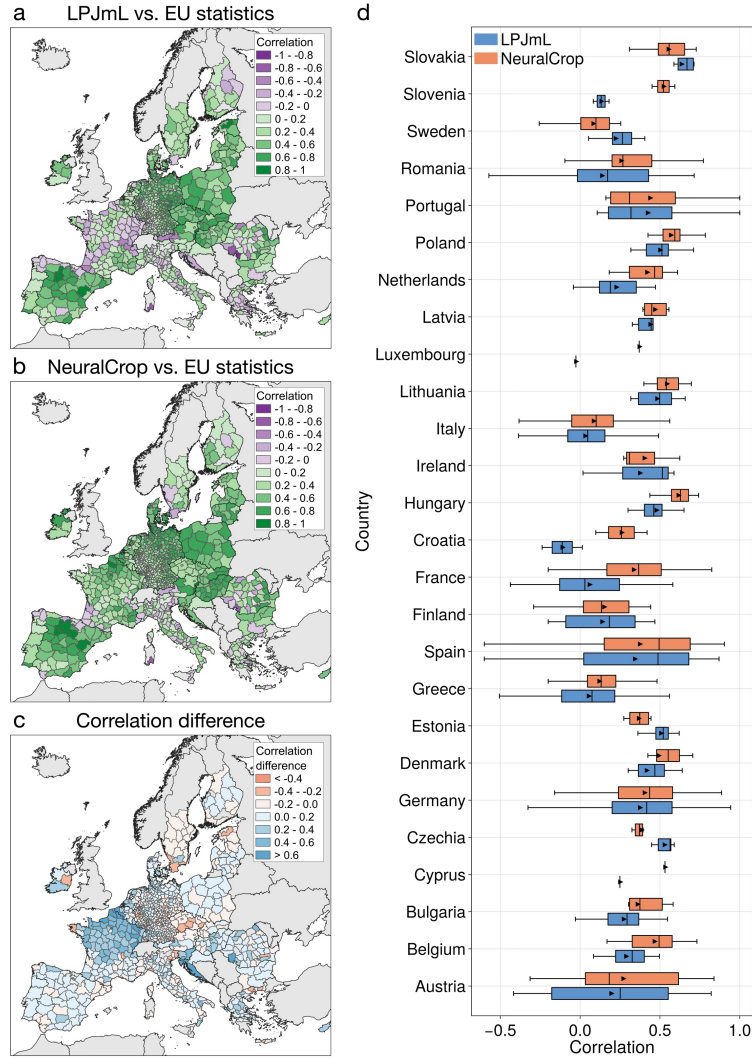 a
LPJmL vs. EU statistics
Correlation
-1 - -0.8
-0.8 - -0.6
-0.6 - -0.4
-0.4 - -0.2
-0.2 - 0
0 - 0.2
0.2 - 0.4
0.4 - 0.6
0.6 - 0.8
0.8 - 1
b
NeuralCrop vs. EU statistics
Correlation
-1 - -0.8
-0.8 - -0.6
-0.6 - -0.4
-0.4 - -0.2
-0.2 - 0
0 - 0.2
0.2 - 0.4
0.4 - 0.6
0.6 - 0.8
0.8 - 1
c
Correlation difference
Correlation
difference
< -0.4
-0.4 - -0.2
-0.2 - 0.0
0.0 - 0.2
0.2 - 0.4
0.4 - 0.6
> 0.6
d
LPJmL
NeuralCrop
Country
Slovakia
Slovenia
Sweden
Romania
Portugal
Poland
Netherlands
Latvia
Luxembourg
Lithuania
Italy
Ireland
Hungary
Croatia
France
Finland
Spain
Greece
Estonia
Denmark
Germany
Czechia
Cyprus
Bulgaria
Belgium
Austria
-0.5
0.0
0.5
1.0
Correlation